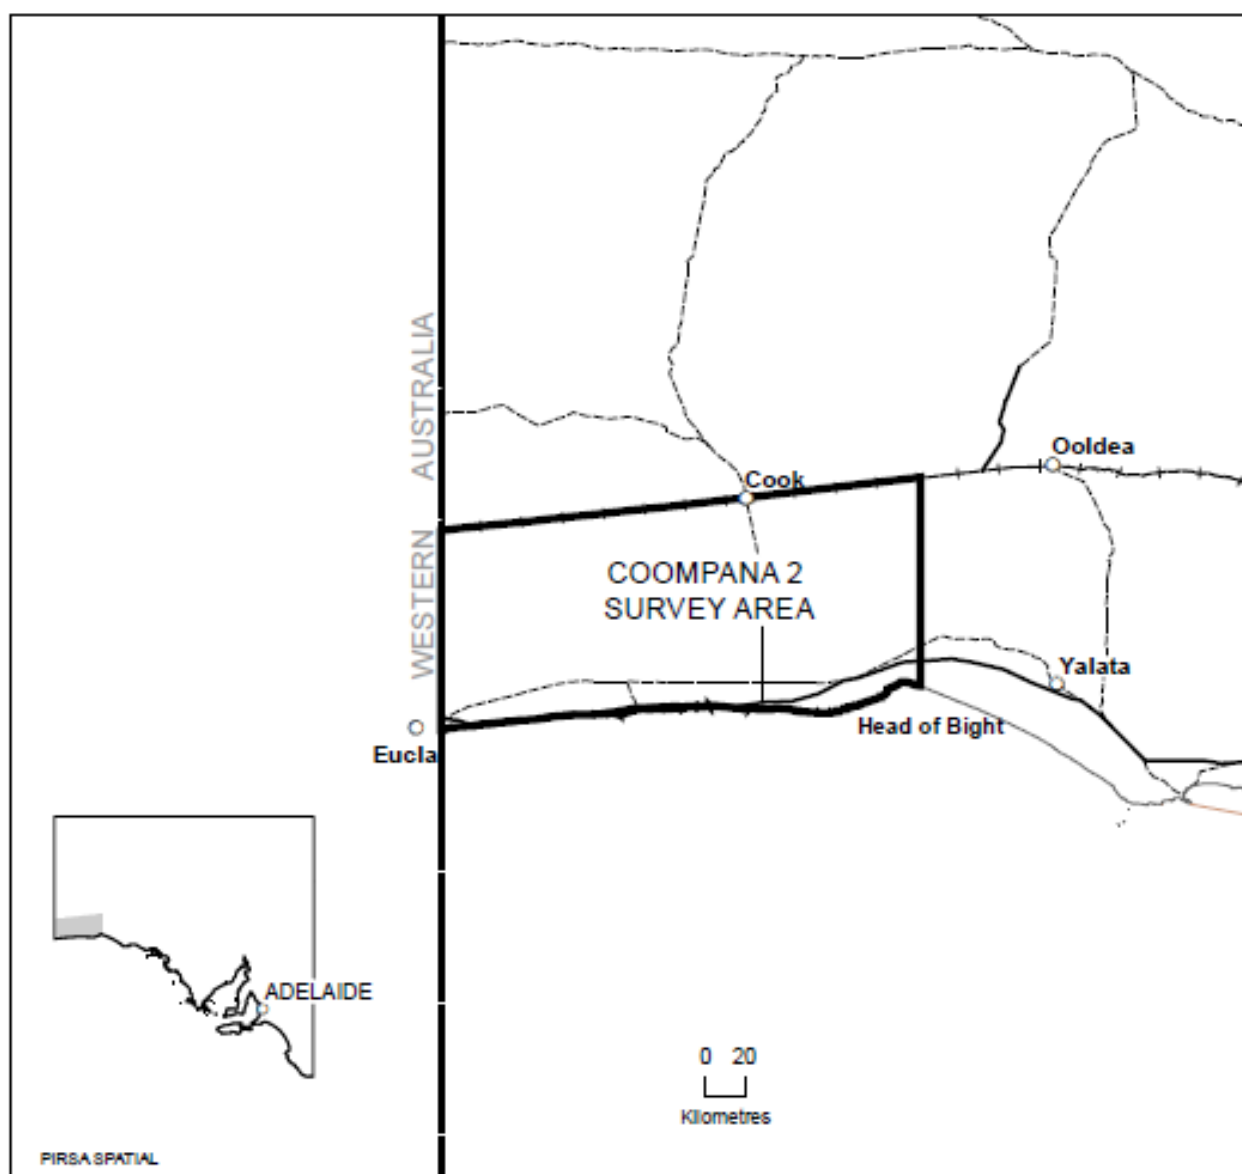 WESTERN AUSTRALIA
Ooldea
Cook
COOMPANA 2
SURVEY AREA
Yalata
Head of Bight
Eucla
ADELAIDE
0 20
Kilometres
PIRSA SPATIAL